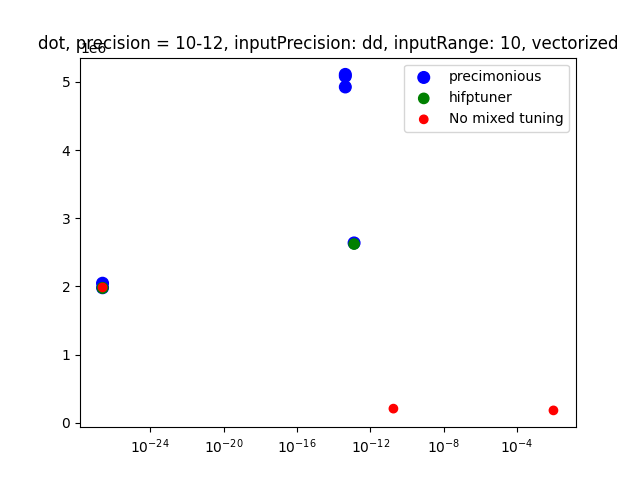 dot, precision = 10-12, inputPrecision: dd, inputRange: 10, vectorized
1e6
precimonious
hifptuner
No mixed tuning
5
4
3
2
1
0
10⁻²⁴ 10⁻²⁰ 10⁻¹⁶ 10⁻¹² 10⁻⁸ 10⁻⁴